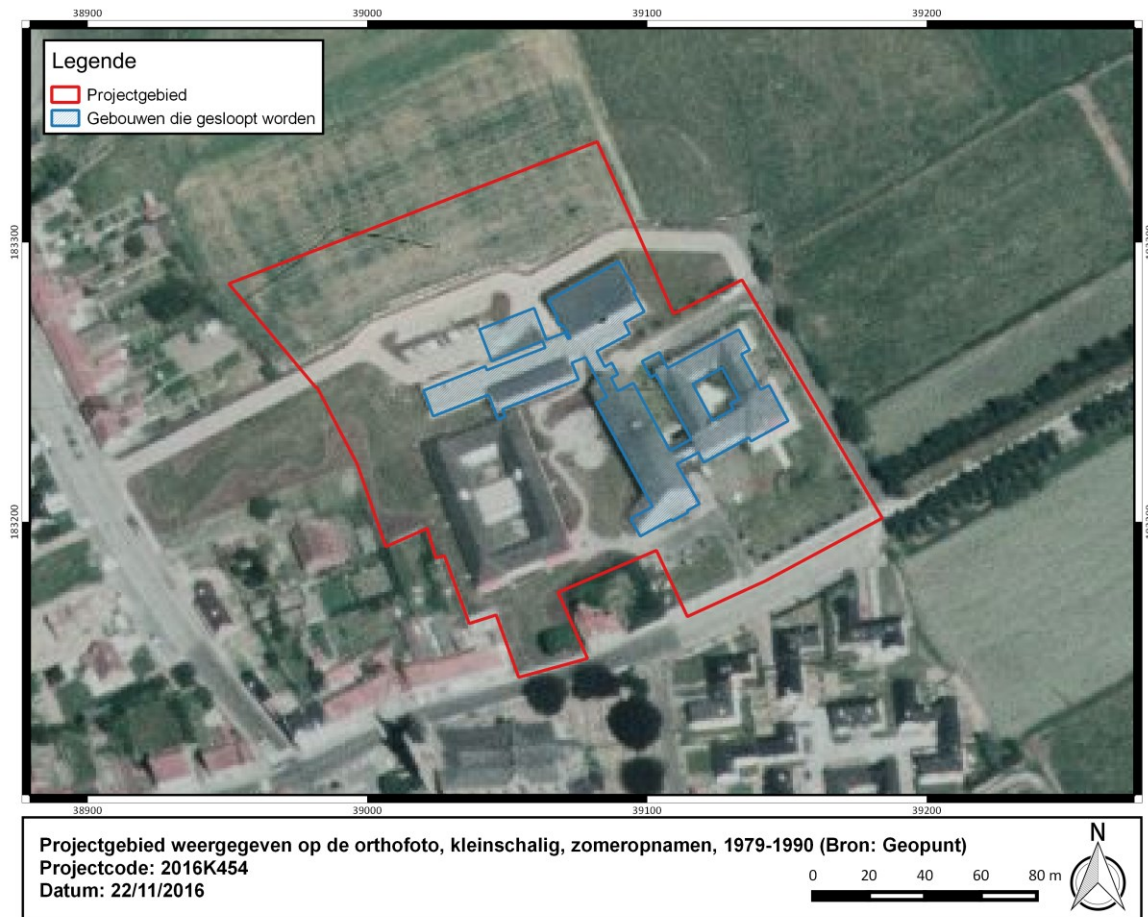 38900 39000 39100 39200
Legende
Projectgebied
Gebouwen die gesloopt worden
183300
183200
38900 39000 39100 39200
Projectgebied weergegeven op de orthofoto, kleinschalig, zomeropnamen, 1979-1990 (Bron: Geopunt)
Projectcode: 2016K454
Datum: 22/11/2016
0 20 40 60 80 m
N